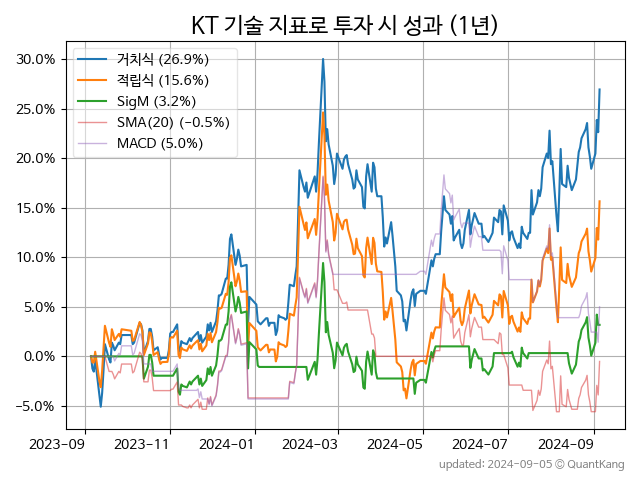 KT 기술 지표로 투자 시 성과 (1년)
거치식 (26.9%)
적립식 (15.6%)
SigM (3.2%)
SMA(20) (-0.5%)
MACD (5.0%)
30.0%
25.0%
20.0%
15.0%
10.0%
5.0%
0.0%
-5.0%
2023-09 2023-11 2024-01 2024-03 2024-05 2024-07 2024-09
updated: 2024-09-05 © QuantKang